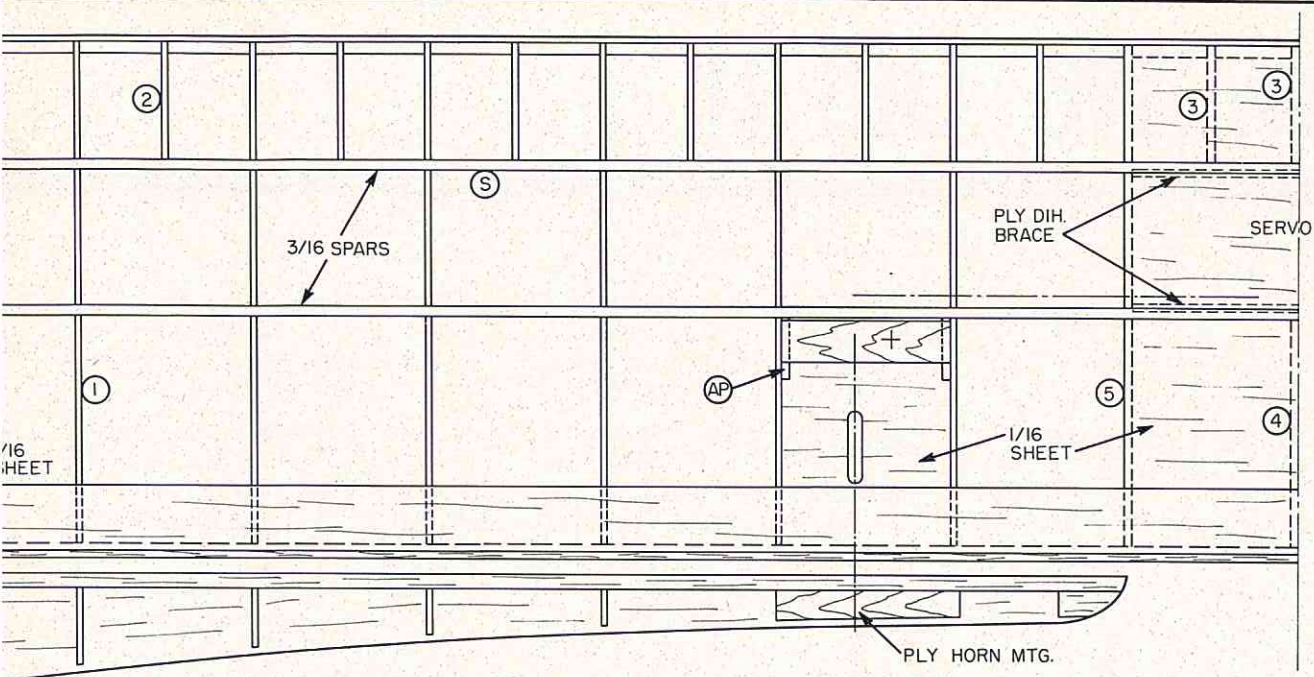 2
3
3
S
3/16 SPARS
PLY DIH.
BRACE
SERVO
1
AP
5
4
/16
SHEET
1/16
SHEET
PLY HORN MTG.